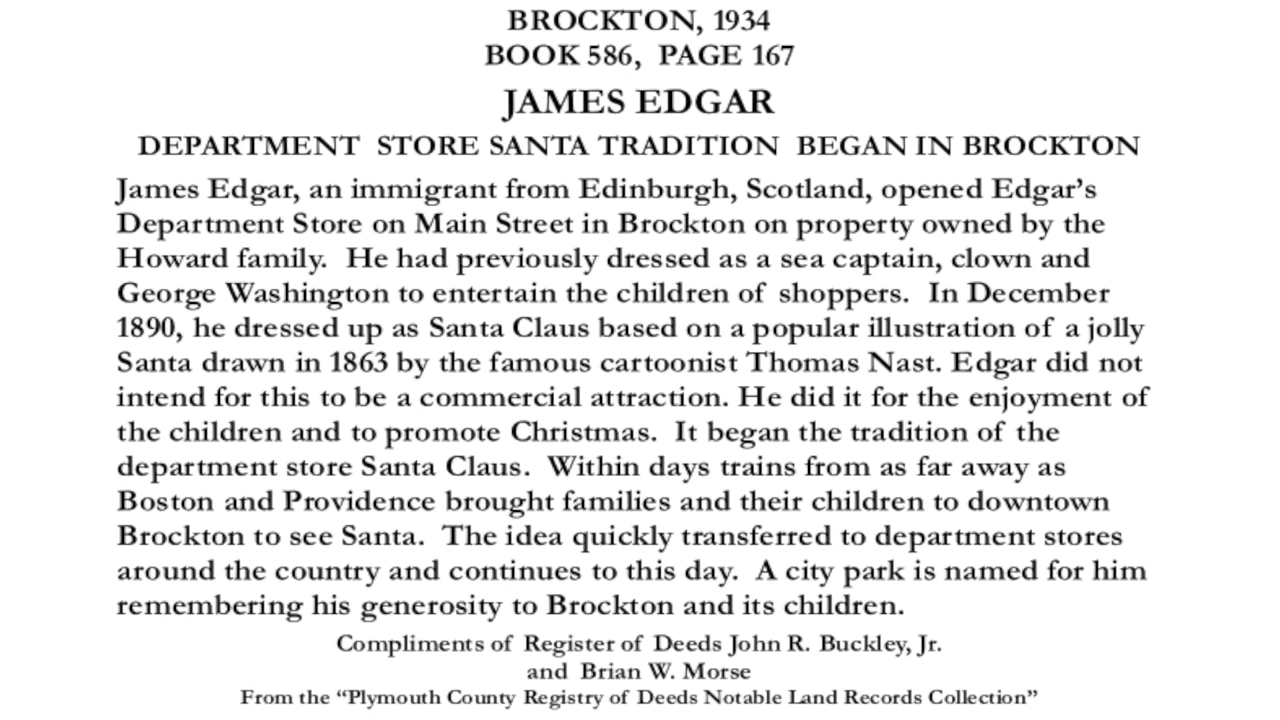 BROCKTON, 1934
BOOK 586, PAGE 167
JAMES EDGAR
DEPARTMENT STORE SANTA TRADITION BEGAN IN BROCKTON
James Edgar, an immigrant from Edinburgh, Scotland, opened Edgar’s
Department Store on Main Street in Brockton on property owned by the
Howard family. He had previously dressed as a sea captain, clown and
George Washington to entertain the children of shoppers. In December
1890, he dressed up as Santa Claus based on a popular illustration of a jolly
Santa drawn in 1863 by the famous cartoonist Thomas Nast. Edgar did not
intend for this to be a commercial attraction. He did it for the enjoyment of
the children and to promote Christmas. It began the tradition of the
department store Santa Claus. Within days trains from as far away as
Boston and Providence brought families and their children to downtown
Brockton to see Santa. The idea quickly transferred to department stores
around the country and continues to this day. A city park is named for him
remembering his generosity to Brockton and its children.
Compliments of Register of Deeds John R. Buckley, Jr.
and Brian W. Morse
From the “Plymouth County Registry of Deeds Notable Land Records Collection”